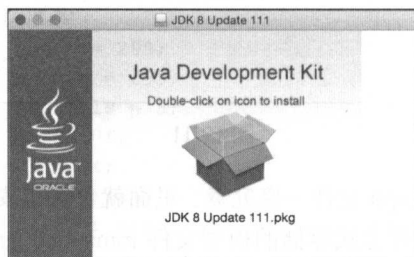 JDK 8 Update 111
Java Development Kit
Double-click on icon to install
Java™
ORACLE
JDK 8 Update 111.pkg